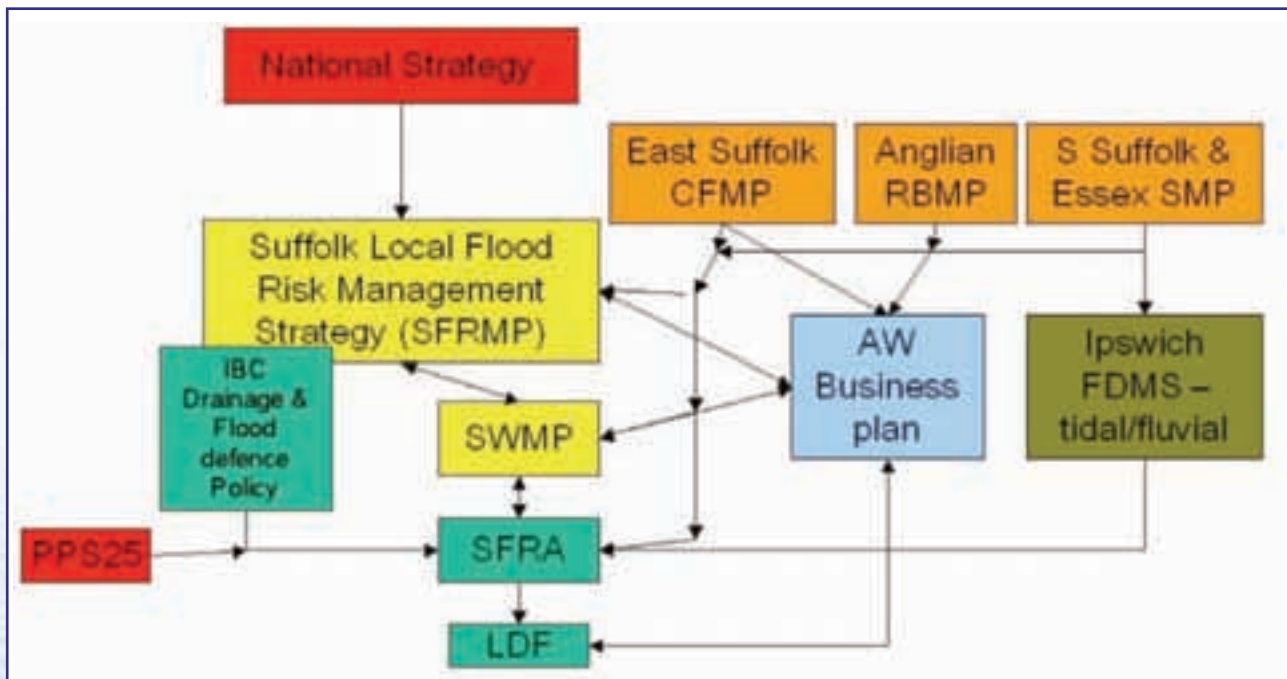 National Strategy
East Suffolk
CFMP
Anglian
RBMP
S Suffolk &
Essex SMP
Suffolk Local Flood
Risk Management
Strategy (SFRMP)
IBC
Drainage &
Flood
defence
Policy
AW
Business
plan
Ipswich
FDMS –
tidal/fluvial
SWMP
PPS25
SFRA
LDF